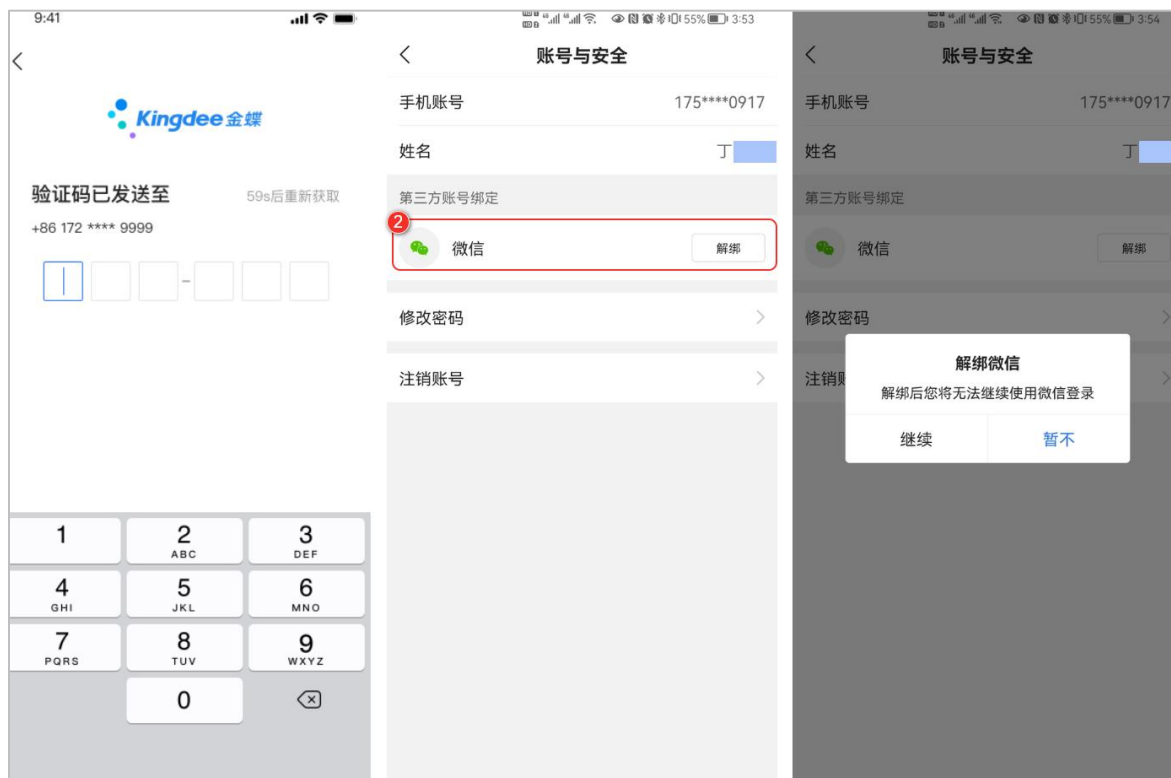 9:41
Kingdee金蝶
验证码已发送至 59s后重新获取
+86 172 **** 9999
-
1
2
ABC
3
DEF
4
GHI
5
JKL
6
MNO
7
PQRS
8
TUV
9
WXYZ
0
55% 3:53
账号与安全
手机账号 175****0917
姓名 丁
第三方账号绑定
2
微信 解绑
修改密码
注销账号
55% 3:54
账号与安全
手机账号 175****0917
姓名 丁
第三方账号绑定
微信 解绑
修改密码
注销
解绑微信
解绑后您将无法继续使用微信登录
继续 暂不